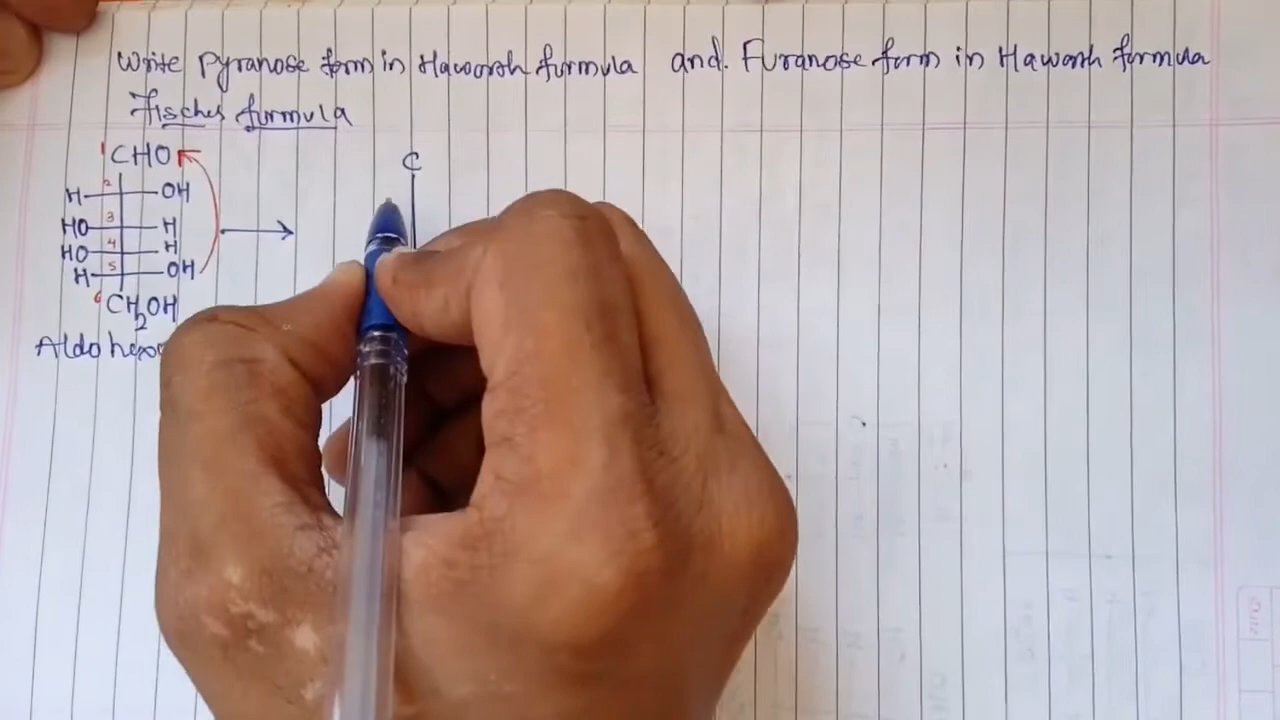 Write Pyranose form in Haworth formula and. Furanose form in Haworth formula
Fischer formula
1 CHO
2 H OH
HO 3 H
HO 4 H
H 5 OH
6 CH2OH
C